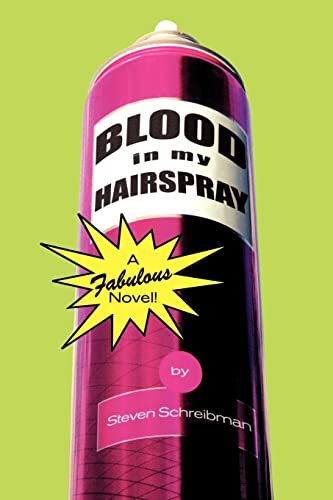 BLOOD
in my
HAIRSPRAY
A
Fabulous
Novel!
by
Steven Schreibman